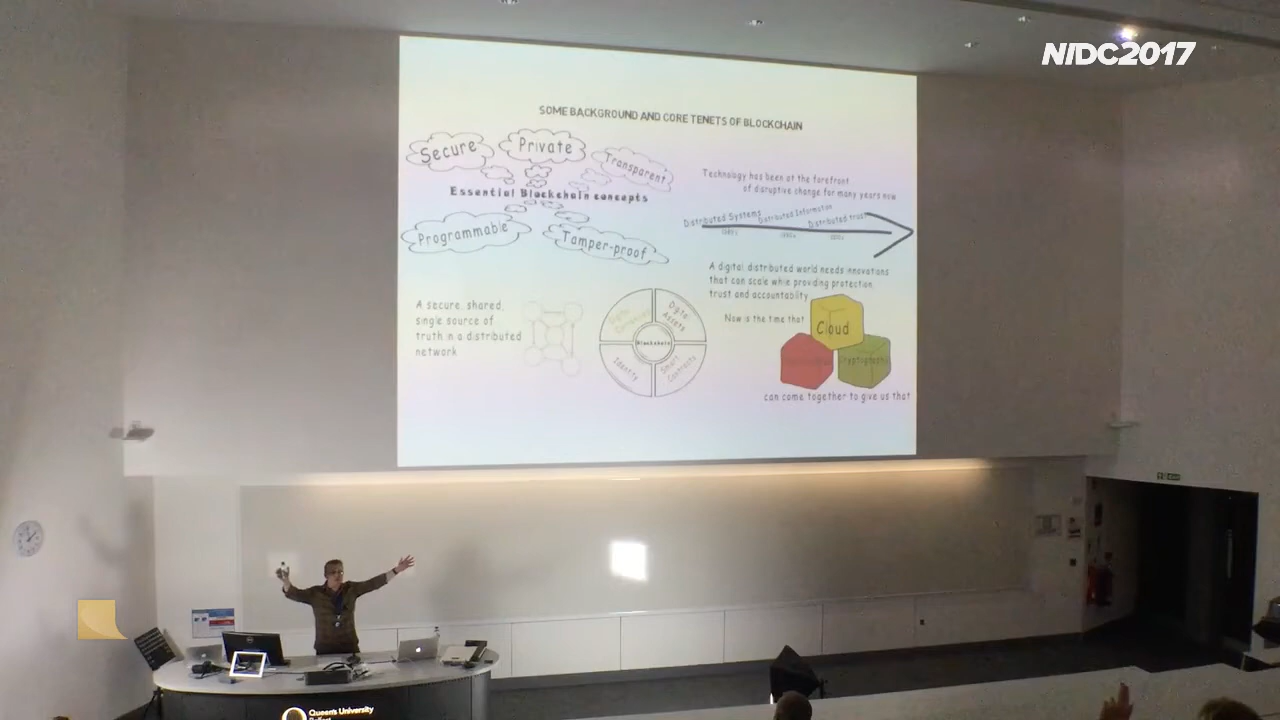 NIDC2017
SOME BACKGROUND AND CORE TENETS OF BLOCKCHAIN
Secure
Private
Transparent
Essential Blockchain concepts
Programmable
Tamper-proof
A secure, shared,
single source of
truth in a distributed
network
Digital
Assets
Blockchain
Identity
Smart
Contracts
Technology has been at the forefront
of disruptive change for many years now
Distributed Systems
Distributed Information
Distributed trust
A digital distributed world needs innovations
that can scale while providing protection,
trust and accountability
Now is the time that
Cloud
Cryptography
can come together to give us that
Queen's University
Belfast